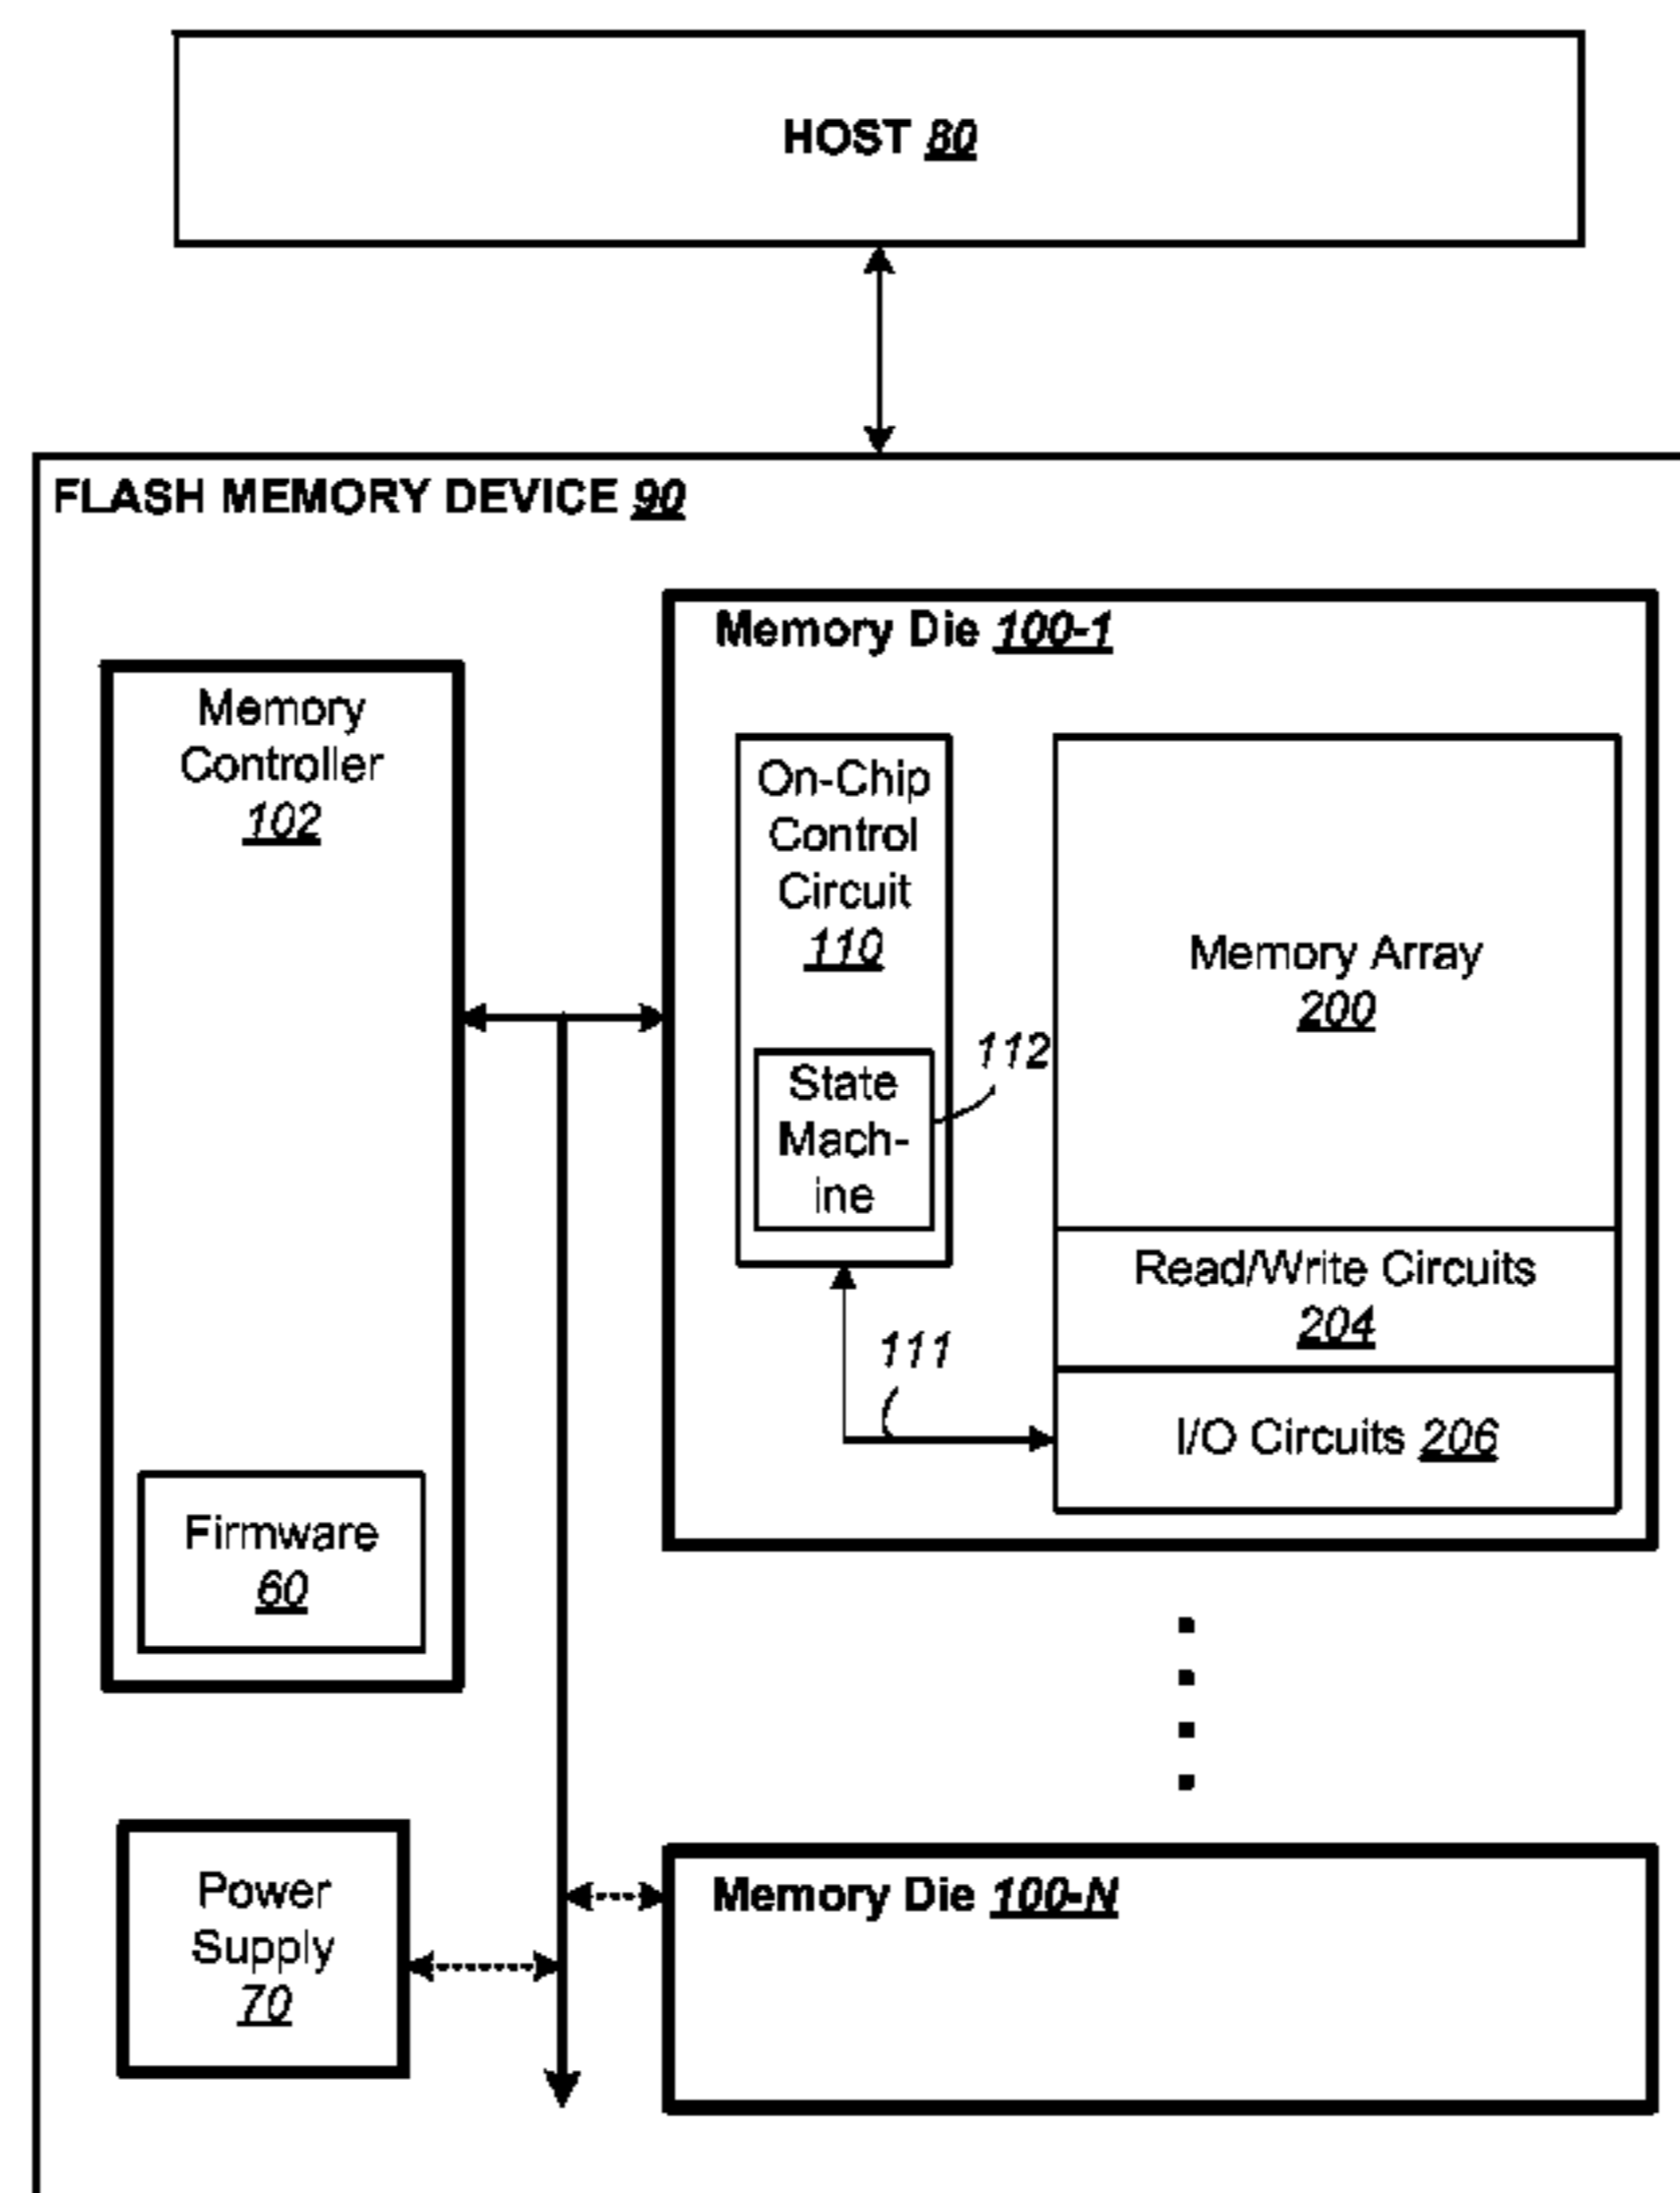 HOST 80
FLASH MEMORY DEVICE 90
Memory Die 100-1
Memory
Controller
102
On-Chip
Control
Circuit
110
112
State
Mach-
ine
Memory Array
200
Read/Write Circuits
204
111
I/O Circuits 206
Firmware
60
Power
Supply
70
Memory Die 100-N